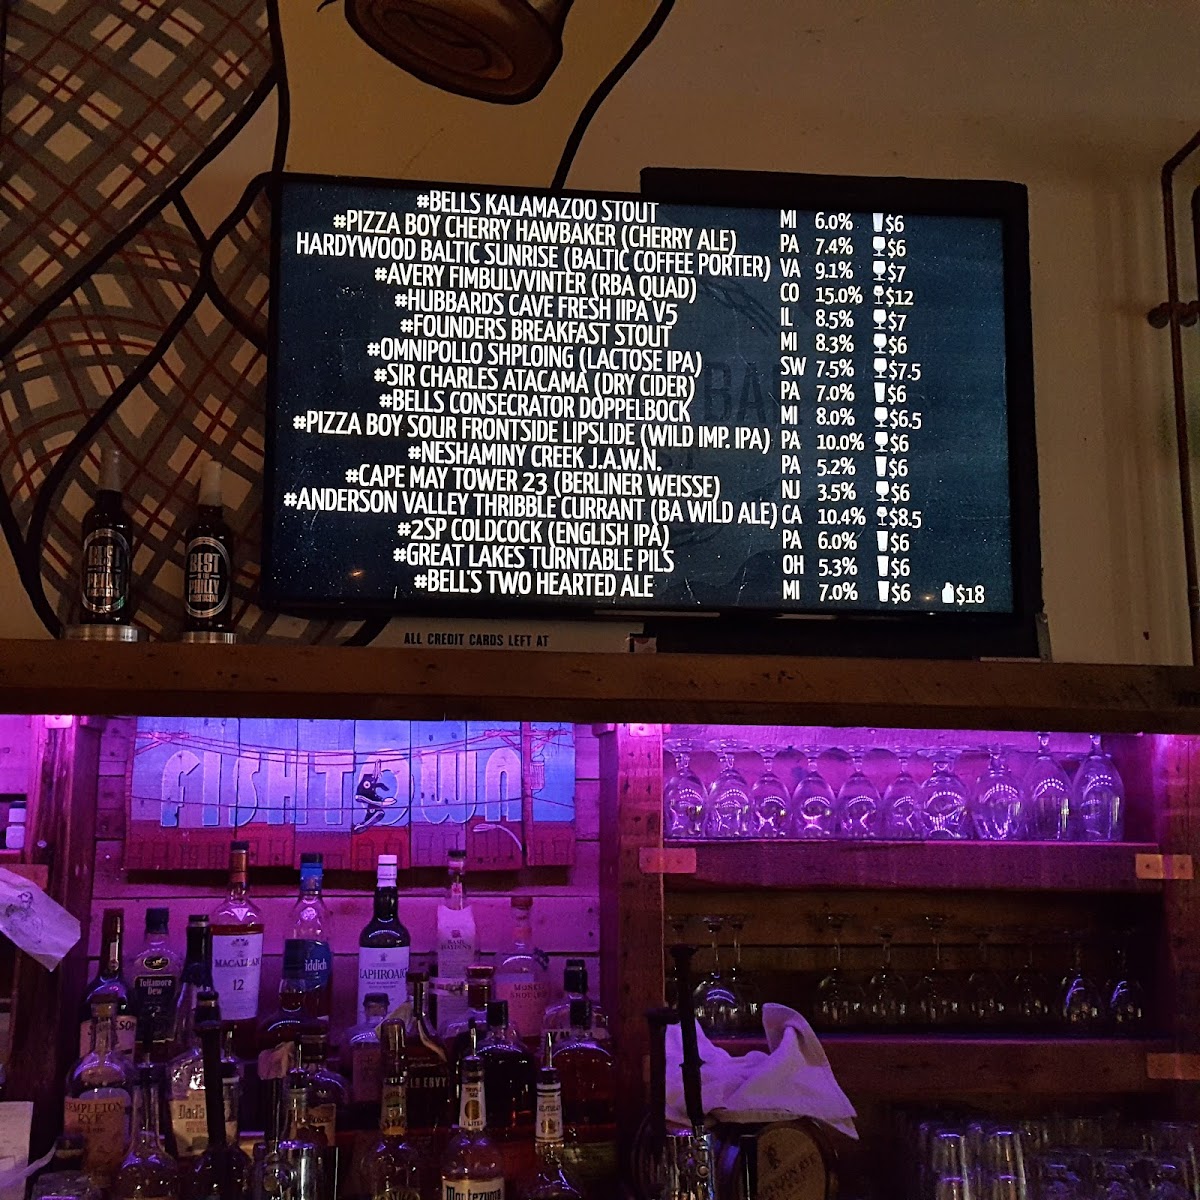 #BELLS KALAMAZOO STOUT MI 6.0% $6
#PIZZA BOY CHERRY HAWBAKER (CHERRY ALE) PA 7.4% $6
HARDYWOOD BALTIC SUNRISE (BALTIC COFFEE PORTER) VA 9.1% $7
#AVERY FIMBULVVINTER (RBA QUAD) CO 15.0% $12
#HUBBARDS CAVE FRESH IIPA V5 IL 8.5% $7
#FOUNDERS BREAKFAST STOUT MI 8.3% $6
#OMNIPOLLO SHPLOING (LACTOSE IPA) SW 7.5% $7.5
#SIR CHARLES ATACAMA (DRY CIDER) PA 7.0% $6
#BELLS CONSECRATOR DOPPELBOCK MI 8.0% $6.5
#PIZZA BOY SOUR FRONTSIDE LIPSLIDE (WILD IMP. IPA) PA 10.0% $6
#NESHAMINY CREEK J.A.W.N. PA 5.2% $6
#CAPE MAY TOWER 23 (BERLINER WEISSE) NJ 3.5% $6
#ANDERSON VALLEY THRIBBLE CURRANT (BA WILD ALE) CA 10.4% $8.5
#2SP COLDCOCK (ENGLISH IPA) PA 6.0% $6
#GREAT LAKES TURNTABLE PILS OH 5.3% $6
#BELL'S TWO HEARTED ALE MI 7.0% $6 $18
BEST
PHILLY
BEST
PHILLY
ALL CREDIT CARDS LEFT AT
FISHTOWN
Tullamore
Dew
MACALLAN
12
LAPHROAIG
TEMPLETON
RYE
Dad's